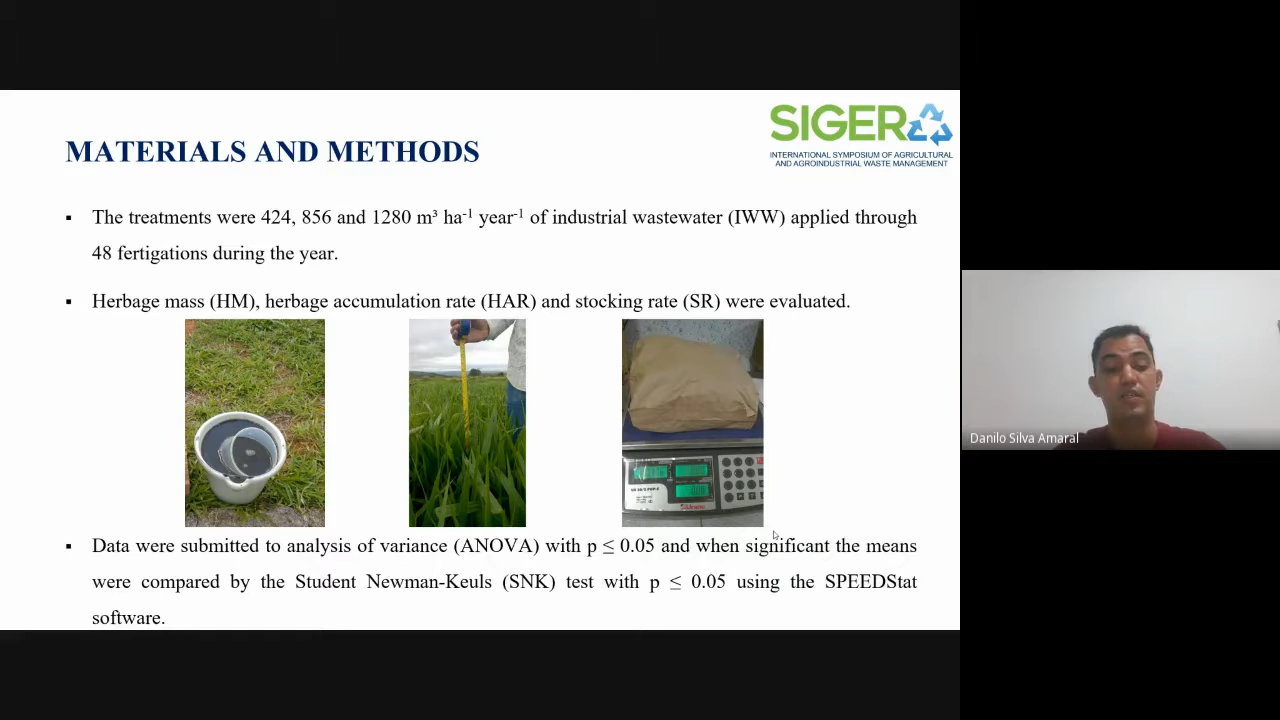 SIGER
INTERNATIONAL SYMPOSIUM OF AGRICULTURAL
AND AGROINDUSTRIAL WASTE MANAGEMENT
MATERIALS AND METHODS
▪ The treatments were 424, 856 and 1280 m³ ha⁻¹ year⁻¹ of industrial wastewater (IWW) applied through
48 fertigations during the year.
▪ Herbage mass (HM), herbage accumulation rate (HAR) and stocking rate (SR) were evaluated.
▪ Data were submitted to analysis of variance (ANOVA) with p ≤ 0.05 and when significant the means
were compared by the Student Newman-Keuls (SNK) test with p ≤ 0.05 using the SPEEDStat
software.
Danilo Silva Amaral